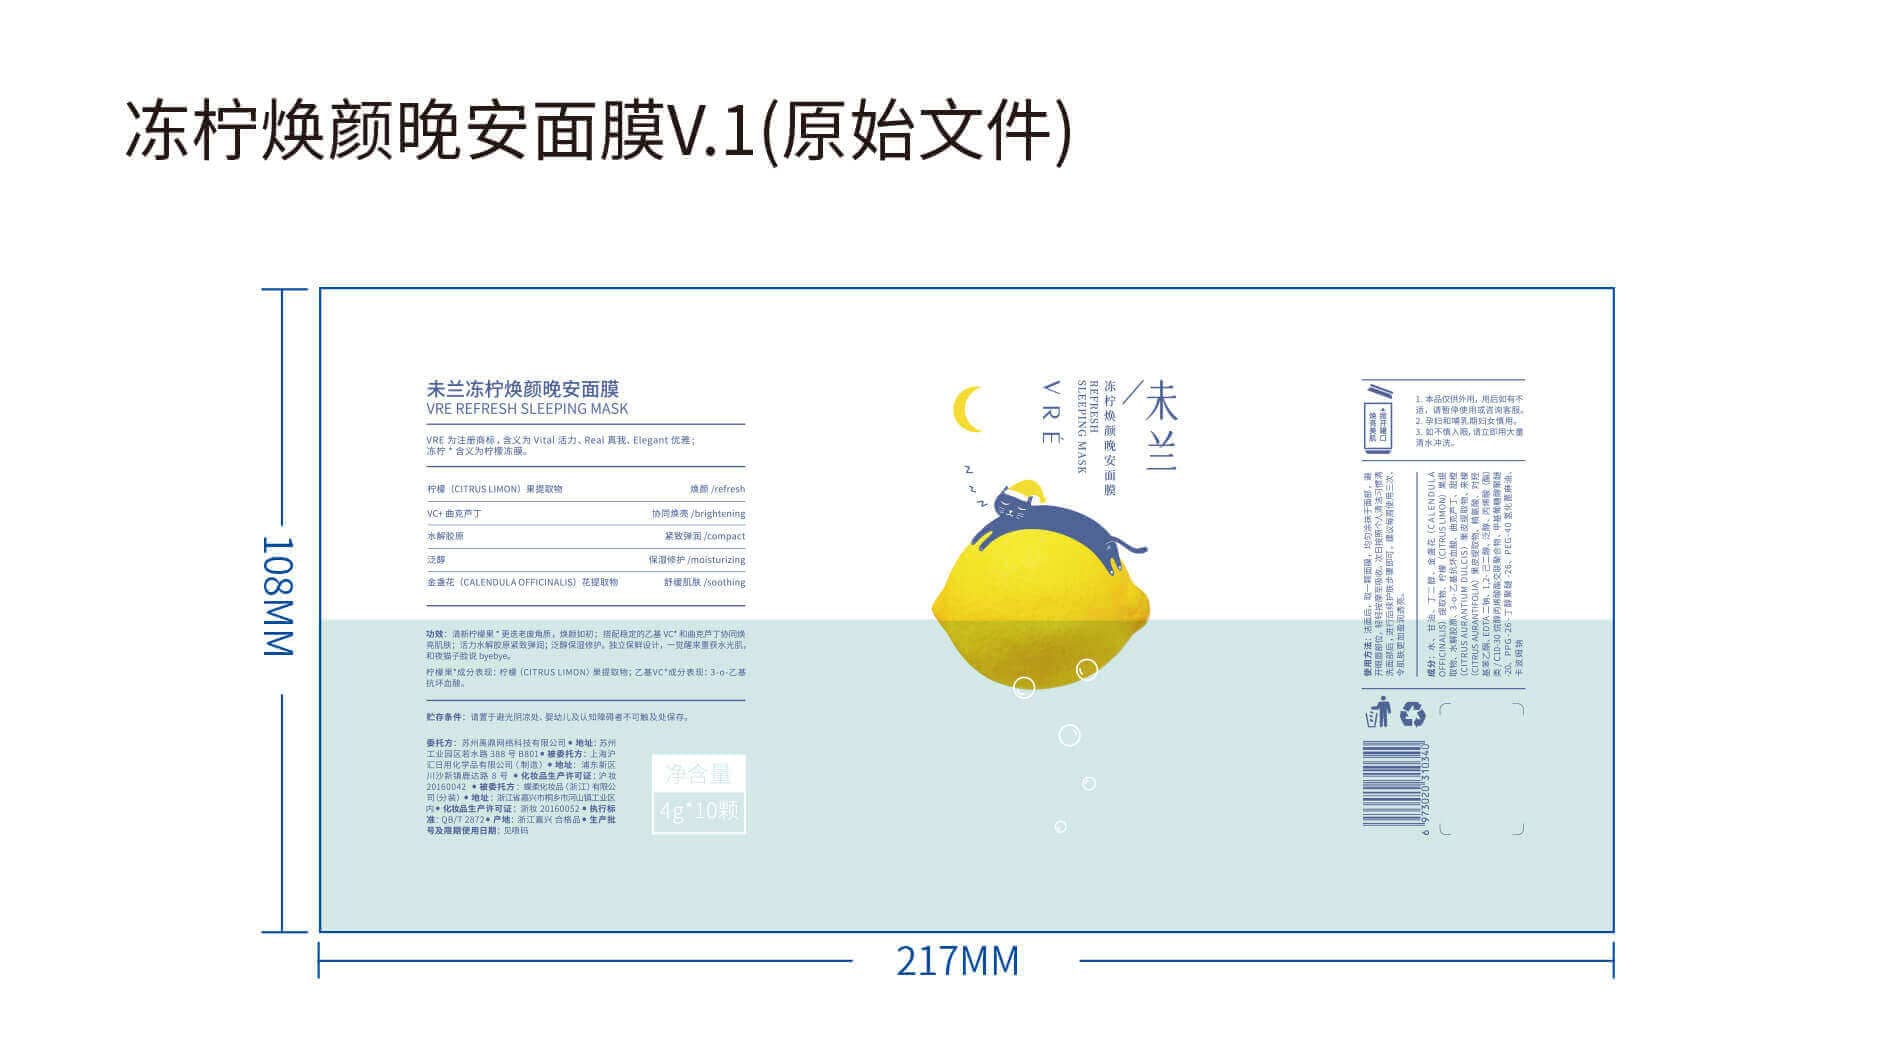 冻柠焕颜晚安面膜V.1(原始文件)
108MM
未兰冻柠焕颜晚安面膜
VRE REFRESH SLEEPING MASK
VRE 为注册商标，含义为 Vital 活力、Real 真我、Elegant 优雅；
冻柠 * 含义为柠檬冻膜。
柠檬（CITRUS LIMON）果提取物 焕颜 /refresh
VC+ 曲克芦丁 协同焕亮 /brightening
水解胶原 紧致弹润 /compact
泛醇 保湿修护 /moisturizing
金盏花（CALENDULA OFFICINALIS）花提取物 舒缓肌肤 /soothing
功效：清新柠檬果 * 更迭老废角质，焕颜如初；搭配稳定的乙基 VC* 和曲克芦丁协同焕
亮肌肤；活力水解胶原紧致弹润；泛醇保湿修护。独立保鲜设计，一觉醒来重获水光肌，
和夜猫子脸说 byebye。
柠檬果*成分表现：柠檬（CITRUS LIMON）果提取物；乙基VC*成分表现：3-o-乙基
抗坏血酸。
贮存条件：请置于避光阴凉处、婴幼儿及认知障碍者不可触及处保存。
委托方：苏州禹鼎网络科技有限公司● 地址：苏州
工业园区若水路 388 号 B801● 被委托方：上海沪
汇日用化学品有限公司（制造）● 地址：浦东新区
川沙新镇鹿达路 8 号 ● 化妆品生产许可证：沪妆
20160042 ● 被委托方：蝶柔化妆品（浙江）有限公
司（分装）● 地址：浙江省嘉兴市桐乡市河山镇工业区
内● 化妆品生产许可证：浙妆 20160052 ● 执行标
准：QB/T 2872● 产地：浙江嘉兴 合格品● 生产批
号及限期使用日期：见喷码
净含量
4g*10颗
未兰
冻柠焕颜晚安面膜
REFRESH
SLEEPING MASK
VRÉ
撕开罐口
焕亮美肌
1. 本品仅供外用，用后如有不
适，请暂停使用或咨询客服。
2. 孕妇和哺乳期妇女慎用。
3. 如不慎入眼，请立即用大量
清水冲洗。
使用方法：洁面后，取一颗面膜，均匀涂抹于面部，避
开眼唇部位，轻轻按摩至吸收。次日按照个人清洁习惯清
洗面部后，进行后续护肤步骤即可。建议每周使用三次，
令肌肤更加盈润透亮。
成分：水、甘油、丁二醇、金盏花（CALENDULA
OFFICINALIS）提取物、柠檬（CITRUS LIMON）果提
取物、水解胶原、3-o-乙基抗坏血酸、曲克芦丁、甜橙
（CITRUS AURANTIUM DULCIS）果皮提取物、来檬
（CITRUS AURANTIFOLIA）果皮提取物、精氨酸、对羟
基苯乙酮、EDTA 二钠、1,2- 己二醇、泛醇、丙烯酸（酯）
类 / C10-30 烷醇丙烯酸酯交联聚合物、甲基葡糖醇聚醚
-20、PPG-26-丁醇聚醚 -26、PEG-40 氢化蓖麻油、
卡波姆钠
6 973020 310340
217MM